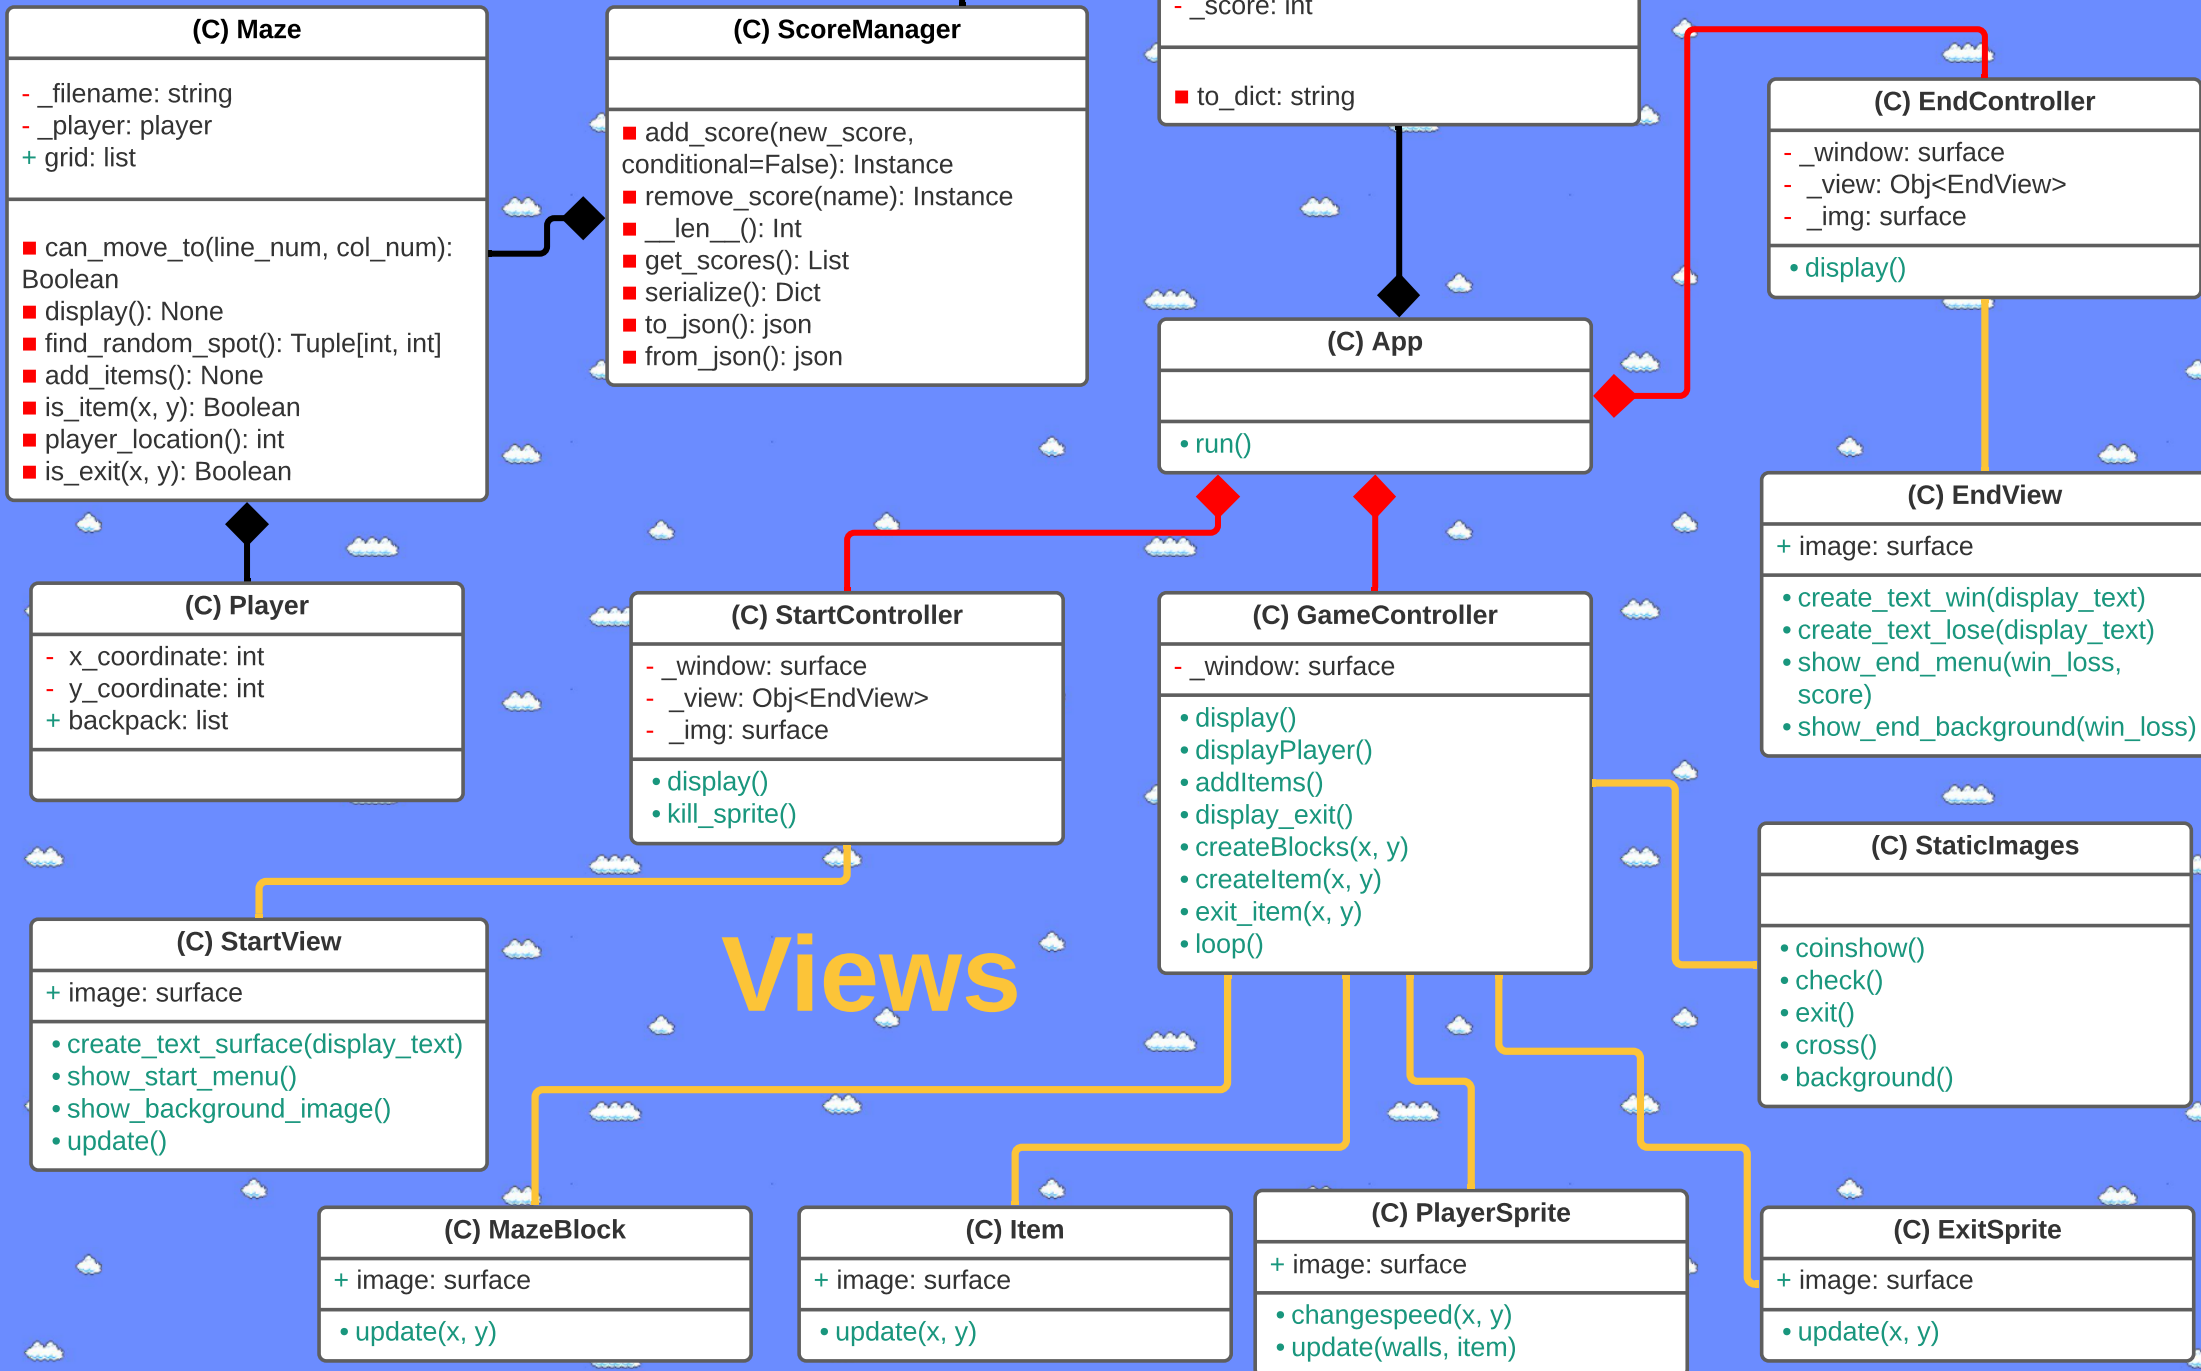 (C) Maze
- _filename: string
- _player: player
+ grid: list
■ can_move_to(line_num, col_num):
Boolean
■ display(): None
■ find_random_spot(): Tuple[int, int]
■ add_items(): None
■ is_item(x, y): Boolean
■ player_location(): int
■ is_exit(x, y): Boolean
(C) ScoreManager
■ add_score(new_score,
conditional=False): Instance
■ remove_score(name): Instance
■ __len__(): Int
■ get_scores(): List
■ serialize(): Dict
■ to_json(): json
■ from_json(): json
- _score: int
■ to_dict: string
(C) EndController
- _window: surface
- _view: Obj<EndView>
- _img: surface
• display()
(C) App
• run()
(C) EndView
+ image: surface
• create_text_win(display_text)
• create_text_lose(display_text)
• show_end_menu(win_loss,
score)
• show_end_background(win_loss)
(C) Player
- x_coordinate: int
- y_coordinate: int
+ backpack: list
(C) StartController
- _window: surface
- _view: Obj<EndView>
- _img: surface
• display()
• kill_sprite()
(C) GameController
- _window: surface
• display()
• displayPlayer()
• addItems()
• display_exit()
• createBlocks(x, y)
• createItem(x, y)
• exit_item(x, y)
• loop()
(C) StaticImages
• coinshow()
• check()
• exit()
• cross()
• background()
(C) StartView
+ image: surface
• create_text_surface(display_text)
• show_start_menu()
• show_background_image()
• update()
Views
(C) MazeBlock
+ image: surface
• update(x, y)
(C) Item
+ image: surface
• update(x, y)
(C) PlayerSprite
+ image: surface
• changespeed(x, y)
• update(walls, item)
(C) ExitSprite
+ image: surface
• update(x, y)